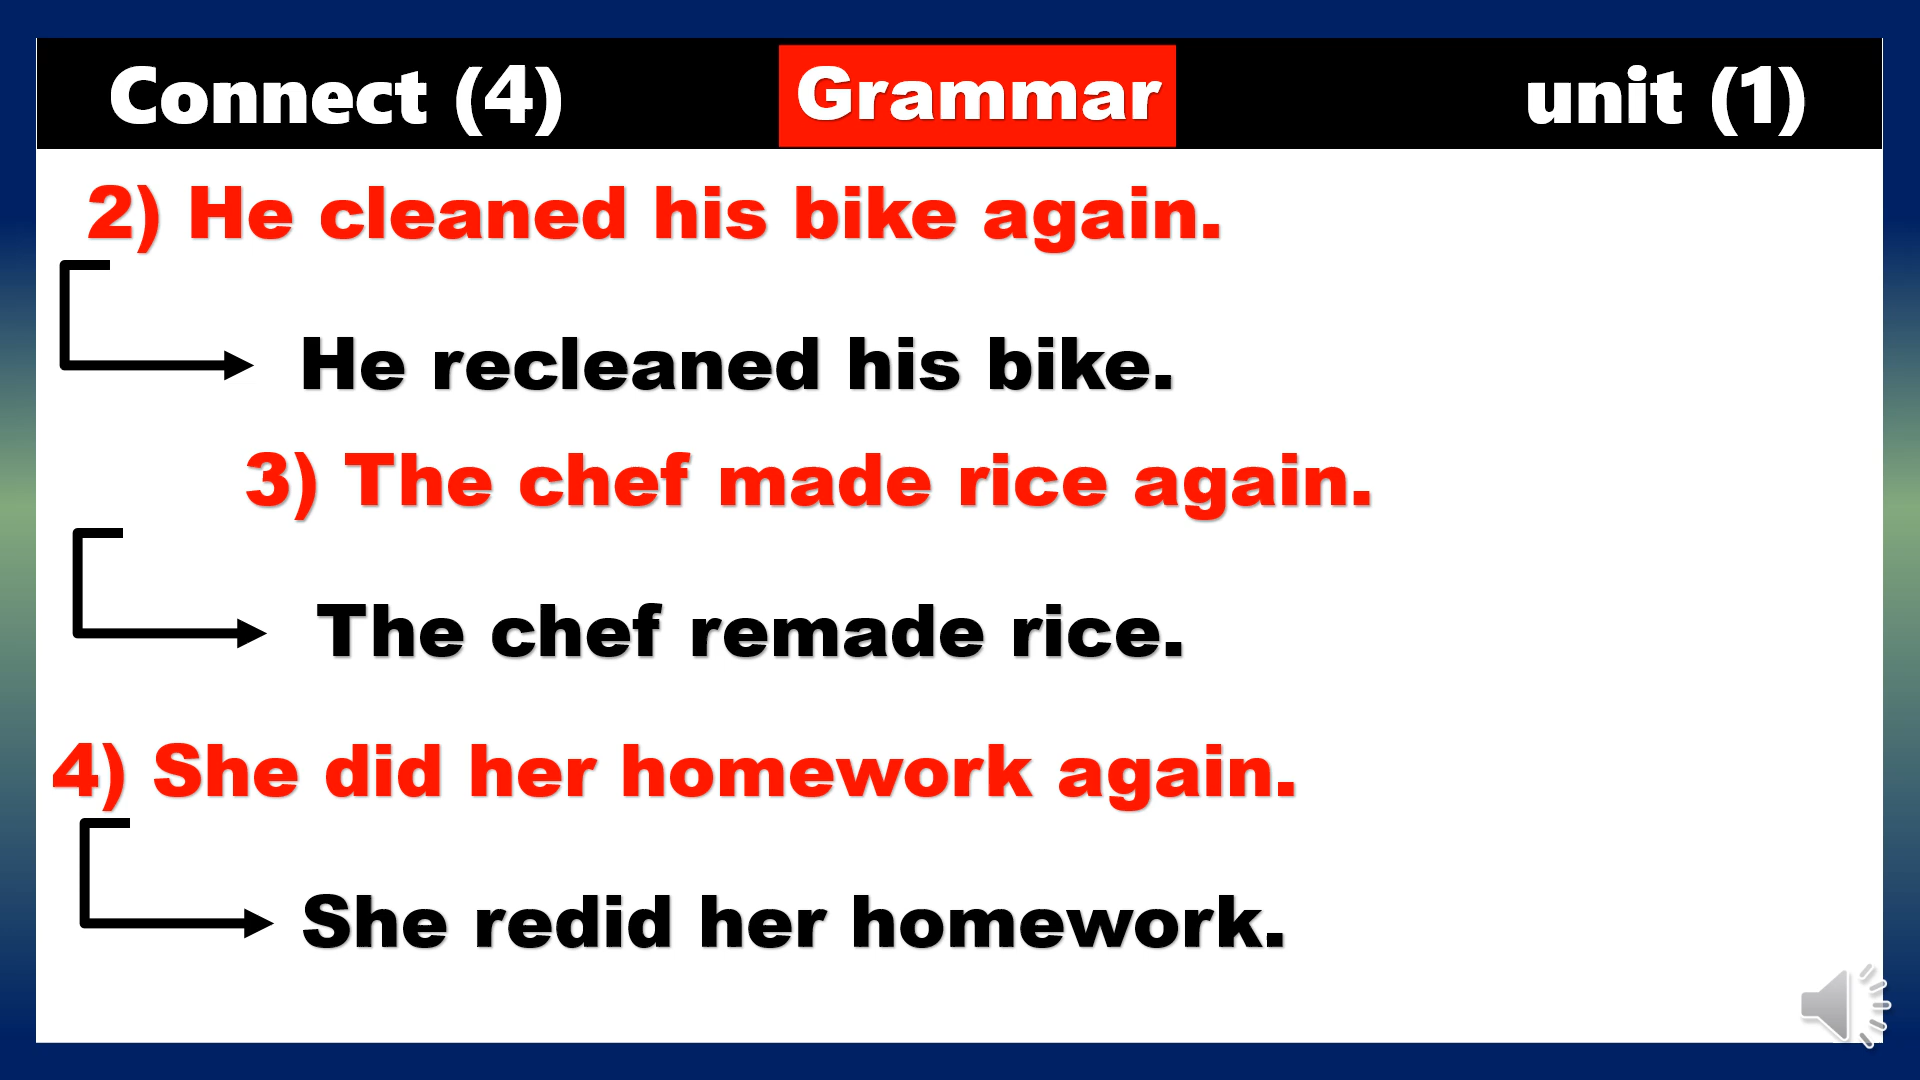 Connect (4) Grammar unit (1)
2) He cleaned his bike again.
He recleaned his bike.
3) The chef made rice again.
The chef remade rice.
4) She did her homework again.
She redid her homework.